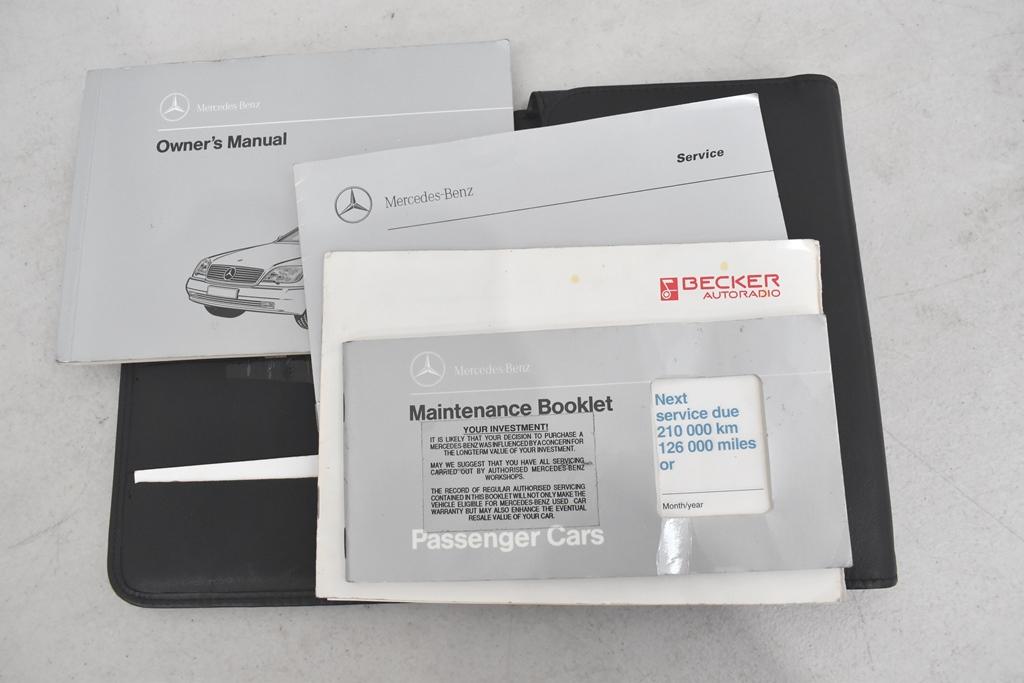 Mercedes-Benz
Owner's Manual
Service
Mercedes-Benz
BECKER
AUTORADIO
Mercedes-Benz
Maintenance Booklet
YOUR INVESTMENT!
IT IS LIKELY THAT YOUR DECISION TO PURCHASE A
MERCEDES-BENZ WAS INFLUENCED BY A CONCERN FOR
THE LONGTERM VALUE OF YOUR INVESTMENT.
MAY WE SUGGEST THAT YOU HAVE ALL SERVICING
CARRIED OUT BY AUTHORISED MERCEDES-BENZ
WORKSHOPS.
THE RECORD OF REGULAR AUTHORISED SERVICING
CONTAINED IN THIS BOOKLET WILL NOT ONLY MAKE THE
VEHICLE ELIGIBLE FOR MERCEDES-BENZ USED CAR
WARRANTY BUT MAY ALSO ENHANCE THE EVENTUAL
RESALE VALUE OF YOUR CAR.
Passenger Cars
Next
service due
210 000 km
126 000 miles
or
Month/year